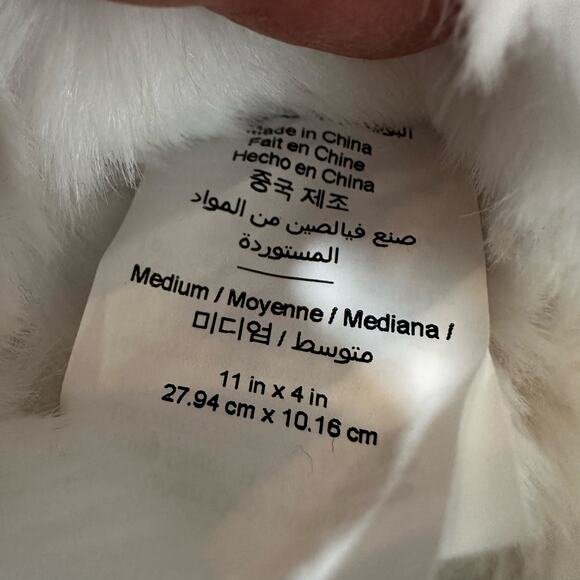 Made in China
Fait en Chine
Hecho en China
중국 제조
صنع فيالصين من المواد
المستوردة
Medium / Moyenne / Mediana /
미디엄 / متوسط
11 in x 4 in
27.94 cm x 10.16 cm